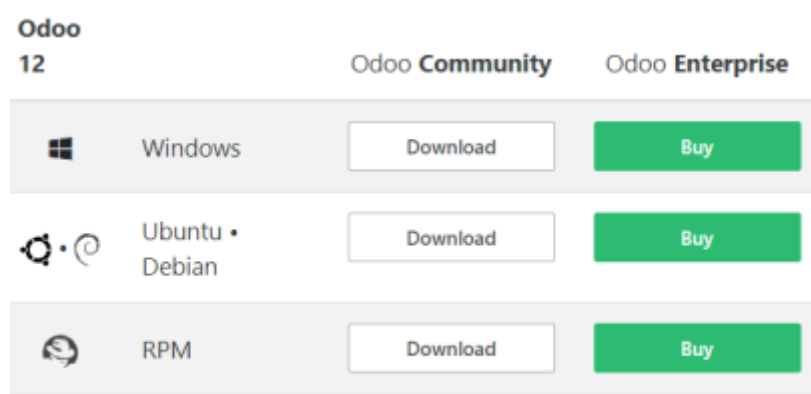 Odoo
12
Odoo Community
Odoo Enterprise
Windows
Download
Buy
Ubuntu •
Debian
Download
Buy
RPM
Download
Buy